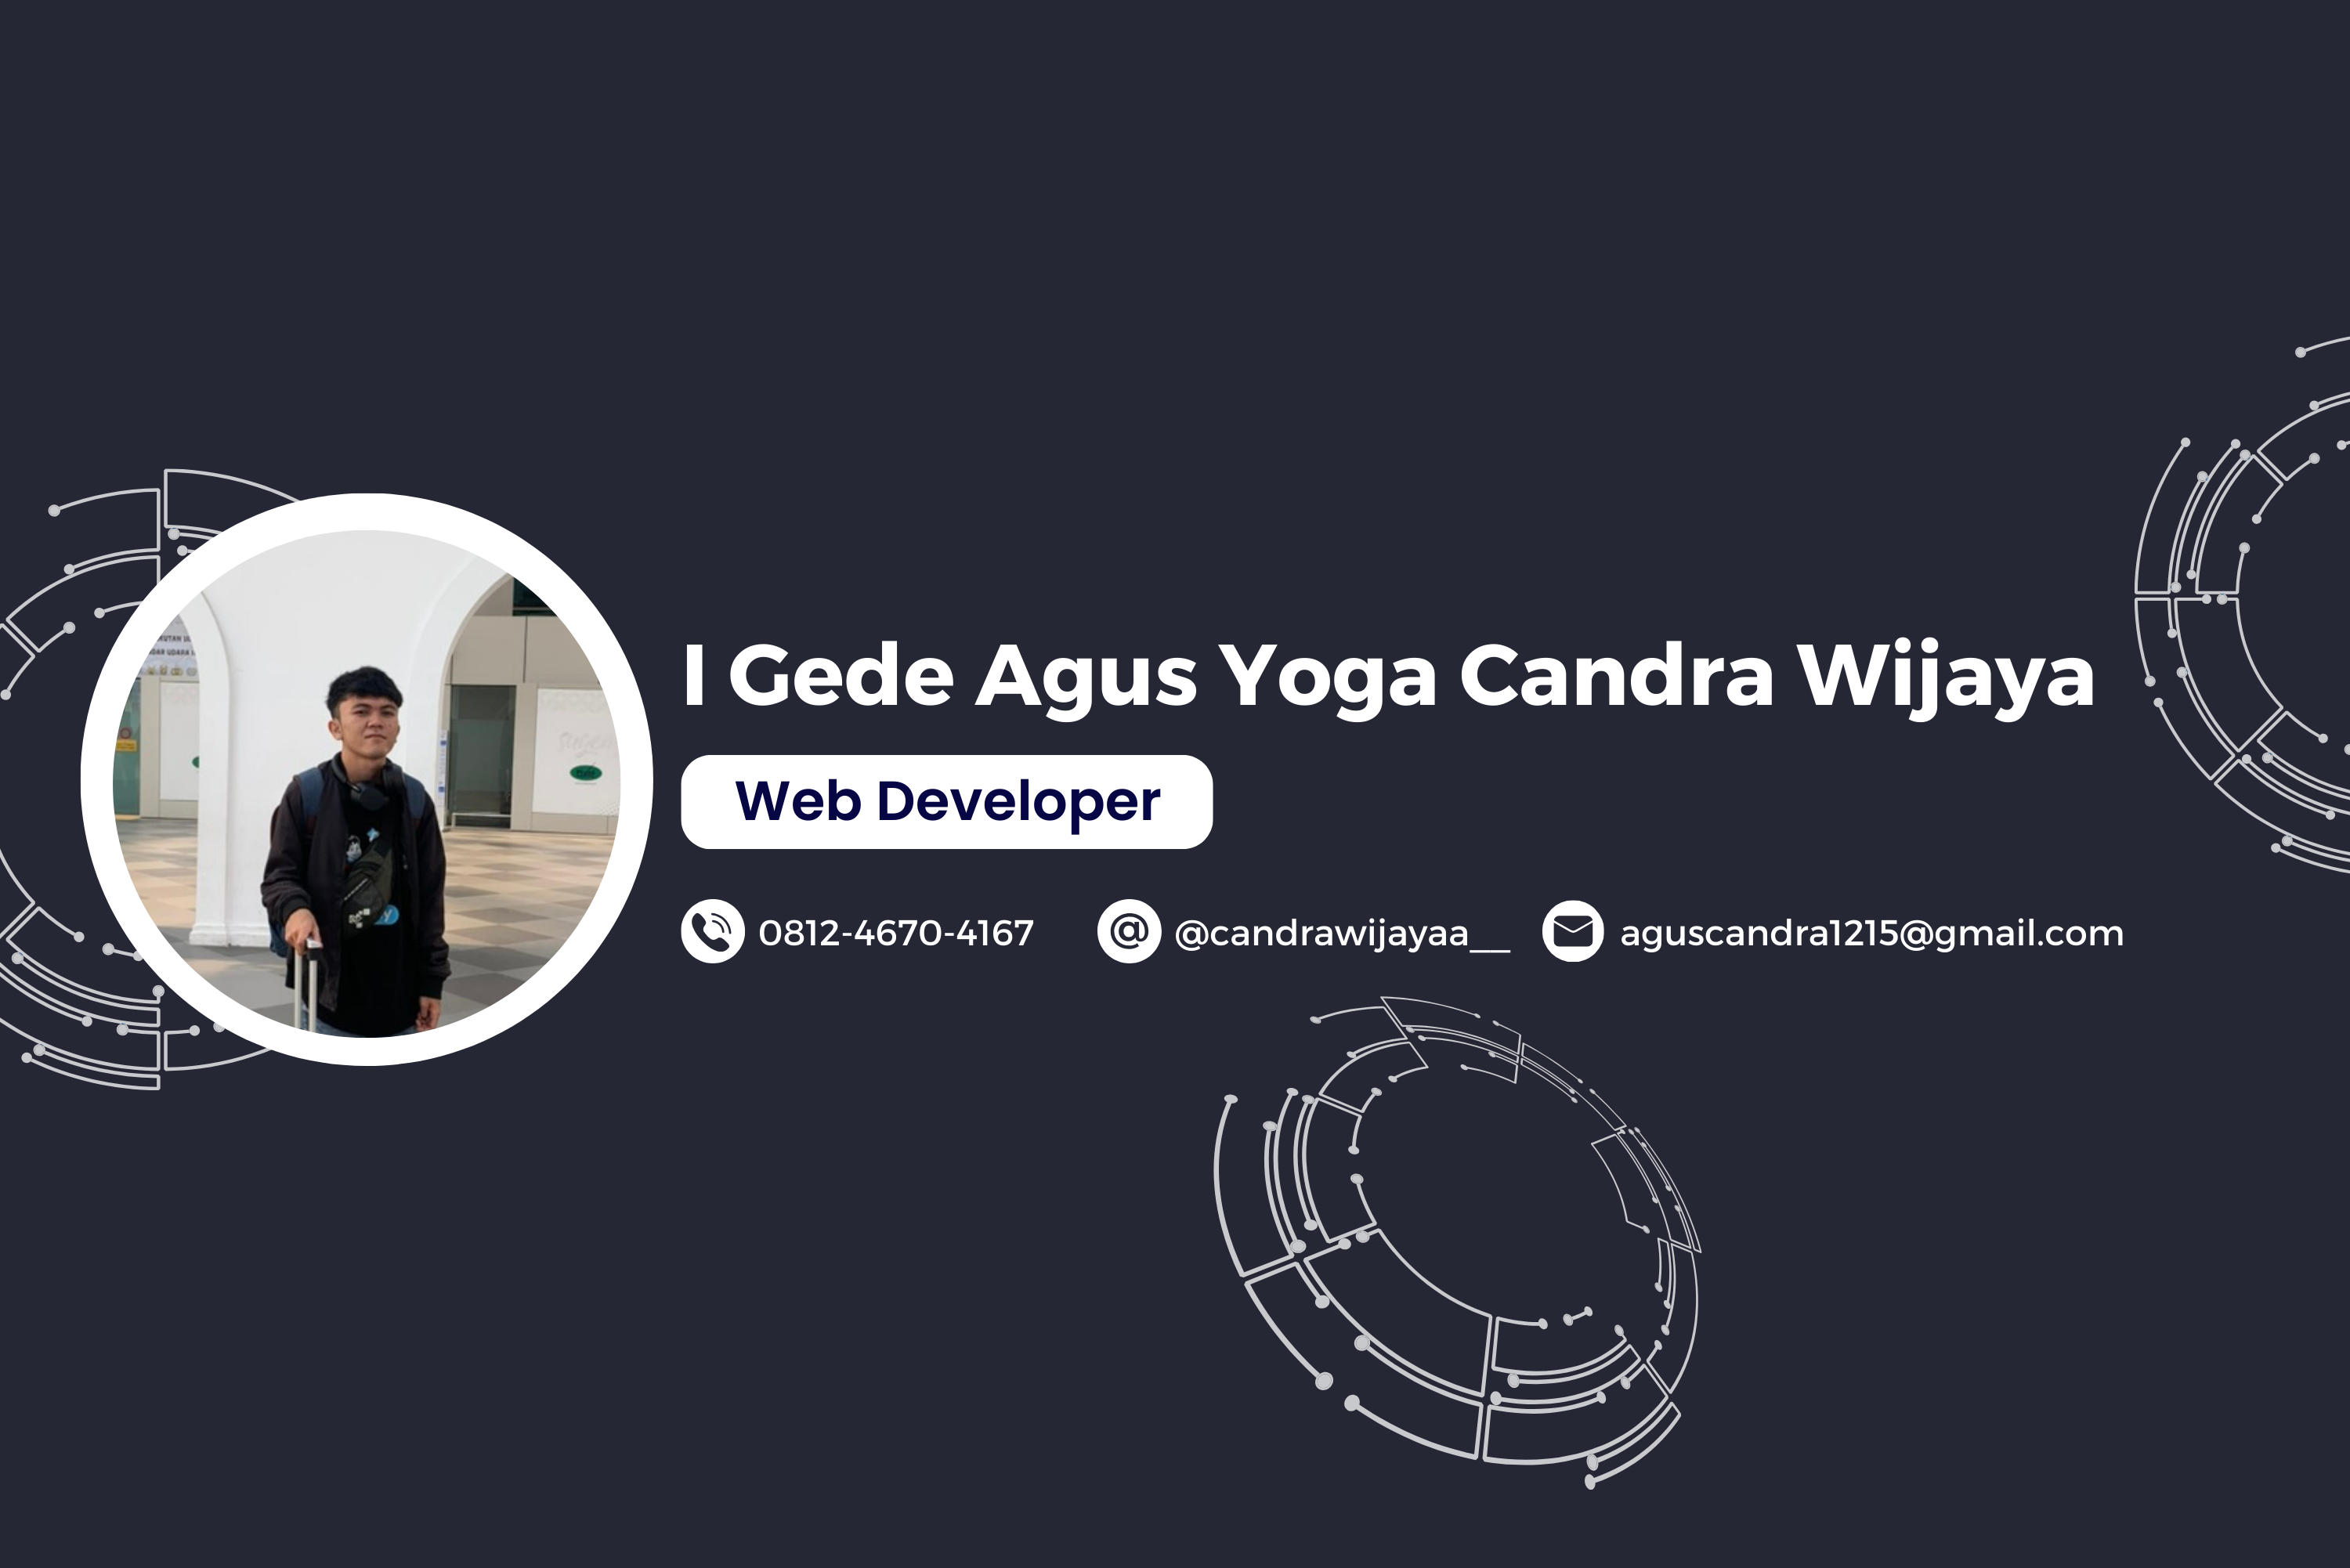 I Gede Agus Yoga Candra Wijaya
Web Developer
0812-4670-4167 @candrawijayaa__ aguscandra1215@gmail.com